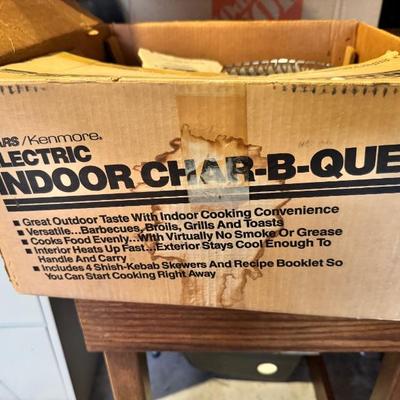 ARS/Kenmore®
LECTRIC
INDOOR CHAR-B-QUE
■ Great Outdoor Taste With Indoor Cooking Convenience
■ Versatile...Barbecues, Broils, Grills And Toasts
■ Cooks Food Evenly...With Virtually No Smoke Or Grease
■ Interior Heats Up Fast...Exterior Stays Cool Enough To
Handle And Carry
■ Includes 4 Shish-Kebab Skewers And Recipe Booklet So
You Can Start Cooking Right Away